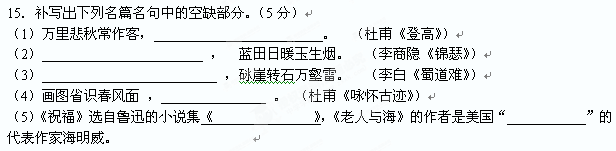 15．补写出下列名篇名句中的空缺部分。（5 分）
（1）万里悲秋常作客，____________________。 （杜甫《登高》）
（2）____________________， 蓝田日暖玉生烟。 （李商隐《锦瑟》）
（3）____________________，砯崖转石万壑雷。（李白《蜀道难》）
（4）画图省识春风面 ，______________ 。（杜甫《咏怀古迹》）
（5）《祝福》选自鲁迅的小说集《______________》，《老人与海》的作者是美国“__________”的
代表作家海明威。